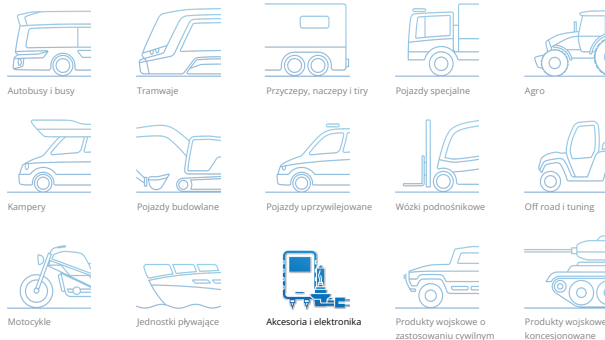 Autobusy i busy
Tramwaje
Przyczepy, naczepy i tiry
Pojazdy specjalne
Agro
Kampery
Pojazdy budowlane
Pojazdy uprzywilejowane
Wózki podnośnikowe
Off road i tuning
Motocykle
Jednostki pływające
Akcesoria i elektronika
Produkty wojskowe o
zastosowaniu cywilnym
Produkty wojskowe
koncesjonowane